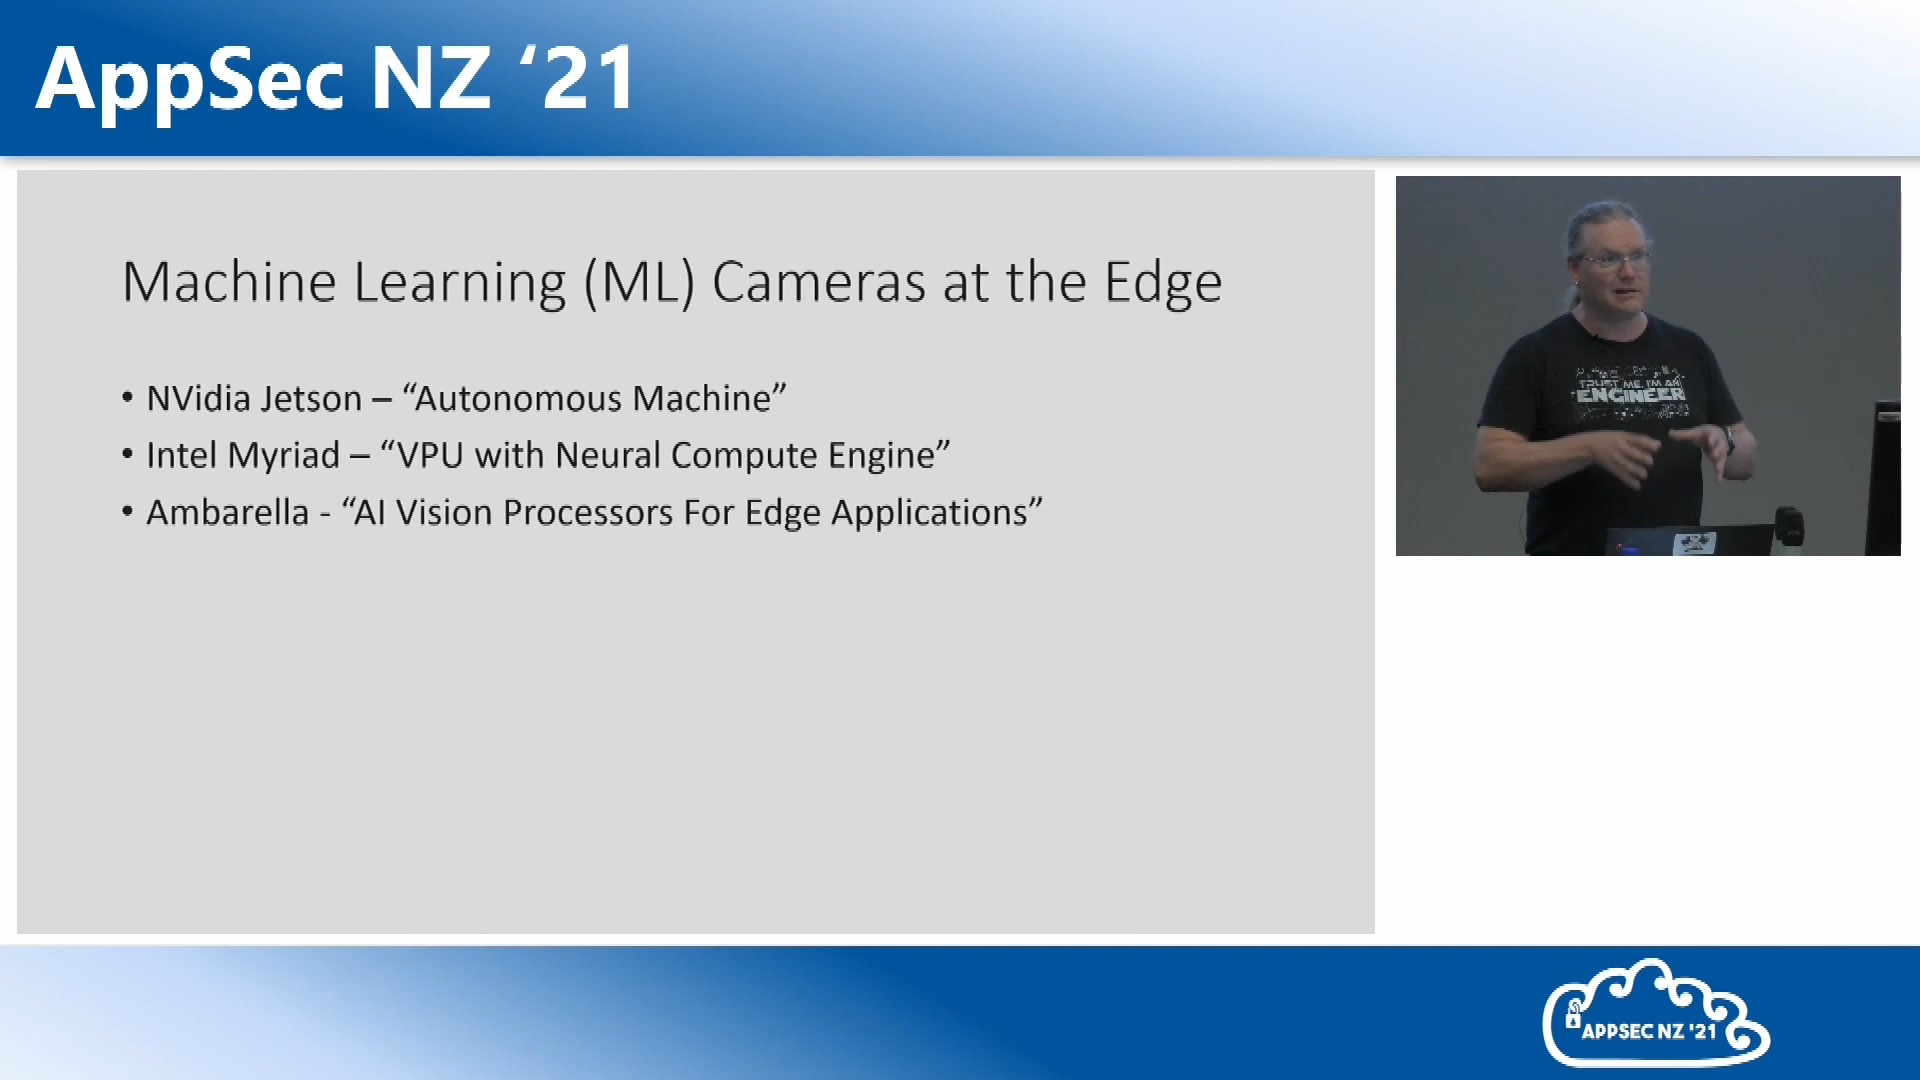 AppSec NZ ‘21
Machine Learning (ML) Cameras at the Edge
• NVidia Jetson – “Autonomous Machine”
• Intel Myriad – “VPU with Neural Compute Engine”
• Ambarella - “AI Vision Processors For Edge Applications”
TRUST ME, I'M AN
ENGINEER
APPSEC NZ '21